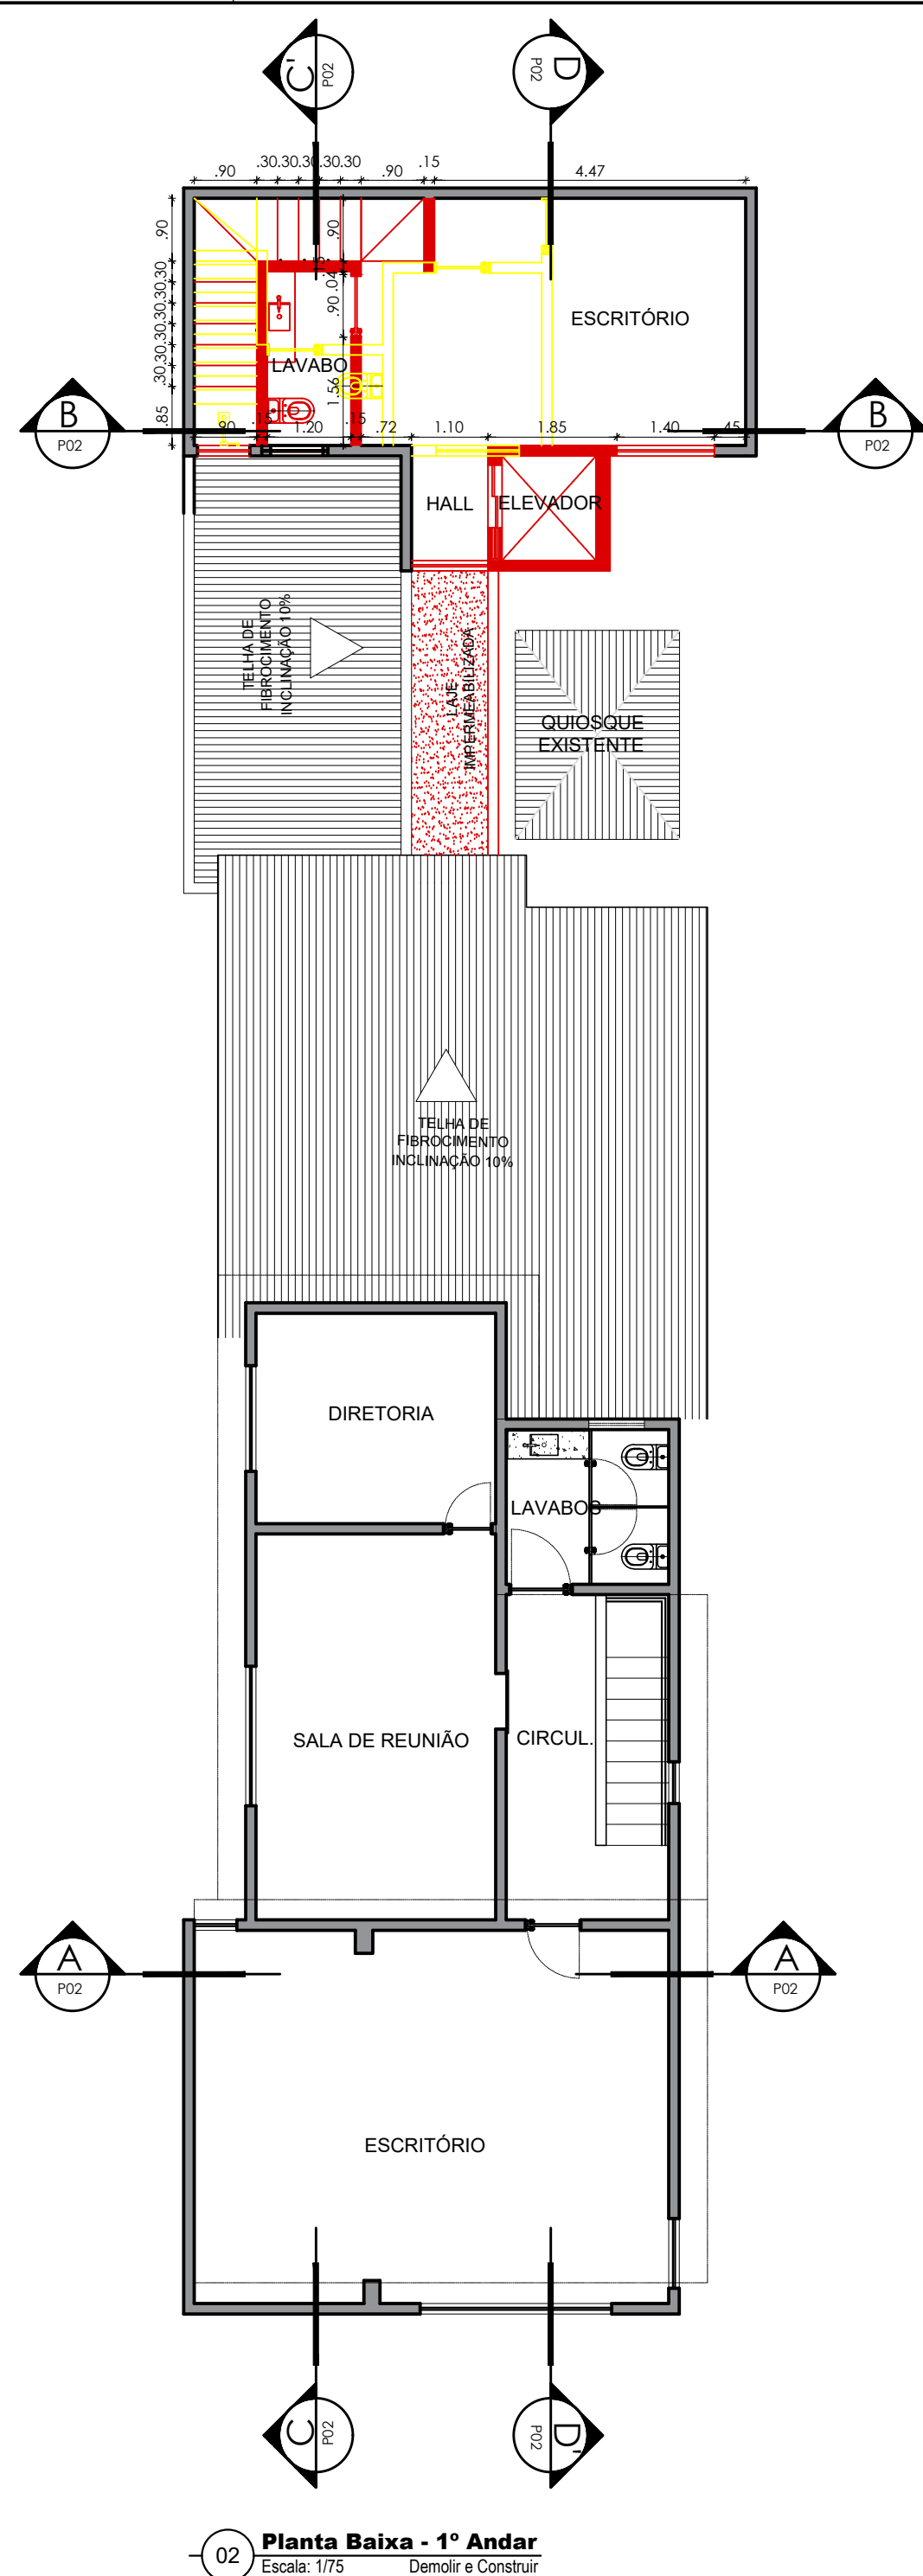 C'
P02
D
P02
.90
.30
.30
.30
.30
.30
.90
.15
4.47
.90
.30
.30
.30
.30
.30
.30
.85
.90
.15
.90
.04
1.56
ESCRITÓRIO
LAVABO
B
P02
B
P02
.90
.15
1.20
.15
.72
1.10
1.85
1.40
.45
HALL
ELEVADOR
TELHA DE
FIBROCIMENTO
INCLINAÇÃO 10%
LAJE
IMPERMEABILIZADA
QUIOSQUE
EXISTENTE
TELHA DE
FIBROCIMENTO
INCLINAÇÃO 10%
DIRETORIA
LAVABOS
SALA DE REUNIÃO
CIRCUL.
A
P02
A
P02
ESCRITÓRIO
C
P02
D'
P02
02
Planta Baixa - 1º Andar
Escala: 1/75 Demolir e Construir